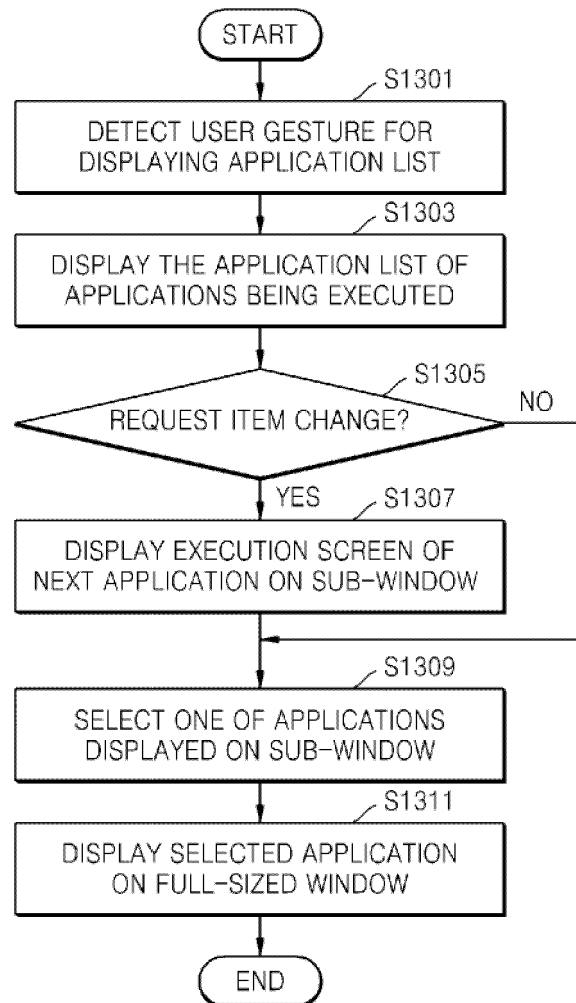 START
S1301
DETECT USER GESTURE FOR
DISPLAYING APPLICATION LIST
S1303
DISPLAY THE APPLICATION LIST OF
APPLICATIONS BEING EXECUTED
S1305
REQUEST ITEM CHANGE?
NO
YES
S1307
DISPLAY EXECUTION SCREEN OF
NEXT APPLICATION ON SUB-WINDOW
S1309
SELECT ONE OF APPLICATIONS
DISPLAYED ON SUB-WINDOW
S1311
DISPLAY SELECTED APPLICATION
ON FULL-SIZED WINDOW
END